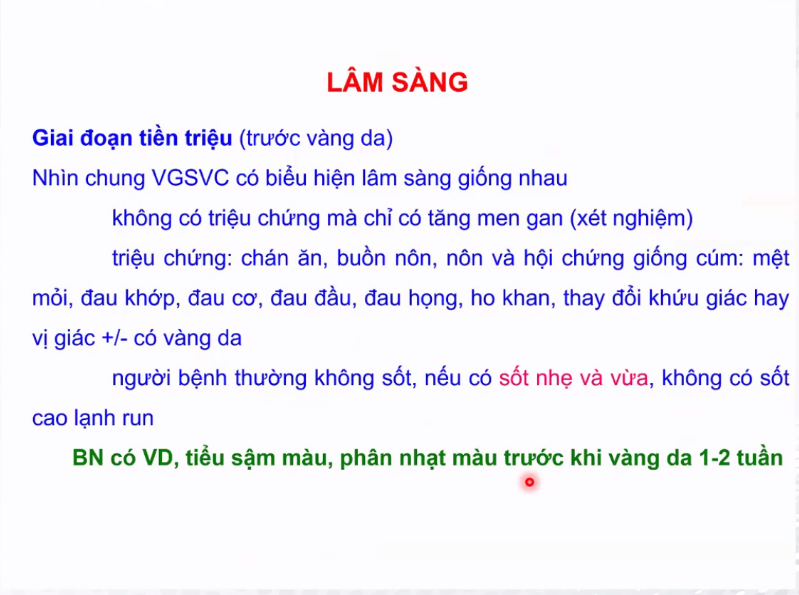 LÂM SÀNG
Giai đoạn tiền triệu (trước vàng da)
Nhìn chung VGSVC có biểu hiện lâm sàng giống nhau
không có triệu chứng mà chỉ có tăng men gan (xét nghiệm)
triệu chứng: chán ăn, buồn nôn, nôn và hội chứng giống cúm: mệt
mỏi, đau khớp, đau cơ, đau đầu, đau họng, ho khan, thay đổi khứu giác hay
vị giác +/- có vàng da
người bệnh thường không sốt, nếu có sốt nhẹ và vừa, không có sốt
cao lạnh run
BN có VD, tiểu sậm màu, phân nhạt màu trước khi vàng da 1-2 tuần